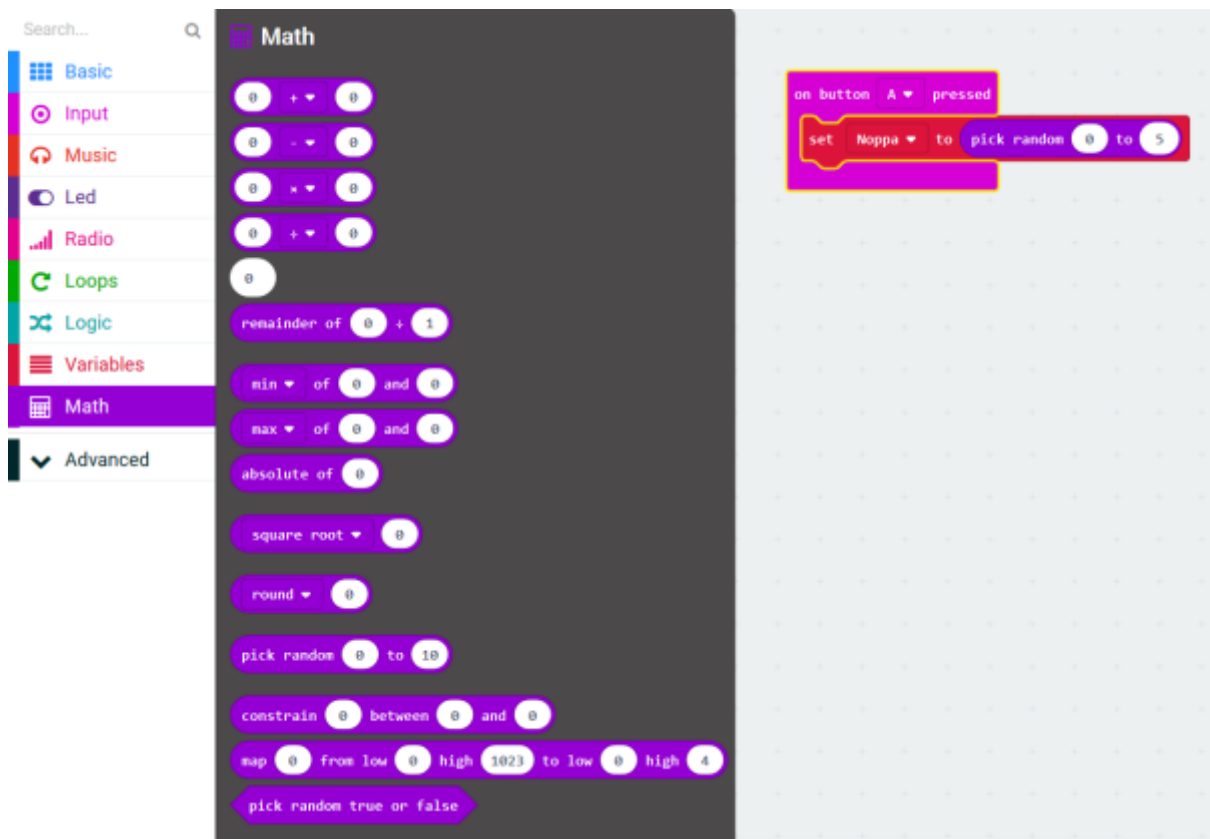 Search...
Basic
Input
Music
Led
Radio
Loops
Logic
Variables
Math
Advanced
Math
0 + 0
0 - 0
0 × 0
0 ÷ 0
0
remainder of 0 ÷ 1
min of 0 and 0
max of 0 and 0
absolute of 0
square root 0
round 0
pick random 0 to 10
constrain 0 between 0 and 0
map 0 from low 0 high 1023 to low 0 high 4
pick random true or false
on button A pressed
set Noppa to pick random 0 to 5